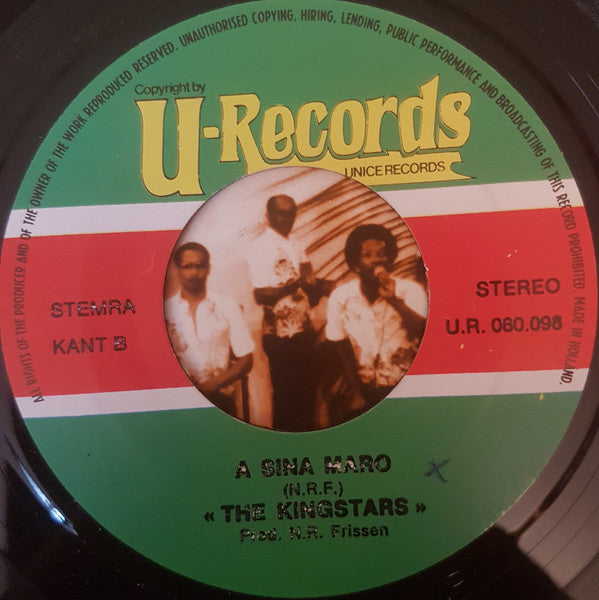 ALL RIGHTS OF THE PRODUCER AND OF THE OWNER OF THE WORK REPRODUCED RESERVED. UNAUTHORISED COPYING, HIRING, LENDING, PUBLIC PERFORMANCE AND BROADCASTING OF THIS RECORD PROHIBITED. MADE IN HOLLAND.
Copyright by
U-Records
UNICE RECORDS
STEMRA
KANT B
STEREO
U.R. 080.098
A SINA MARO
(N.R.F.)
« THE KINGSTARS »
Prod. N.R. Frissen